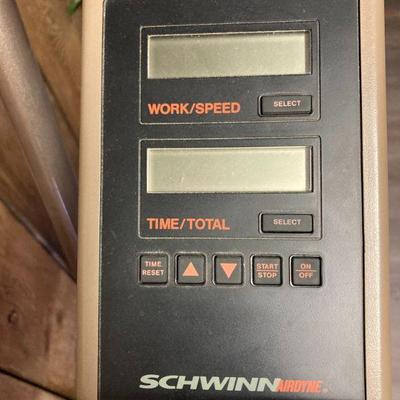 WORK/SPEED SELECT
TIME/TOTAL SELECT
TIME RESET
START STOP
ON OFF
SCHWINN AIRDYNE